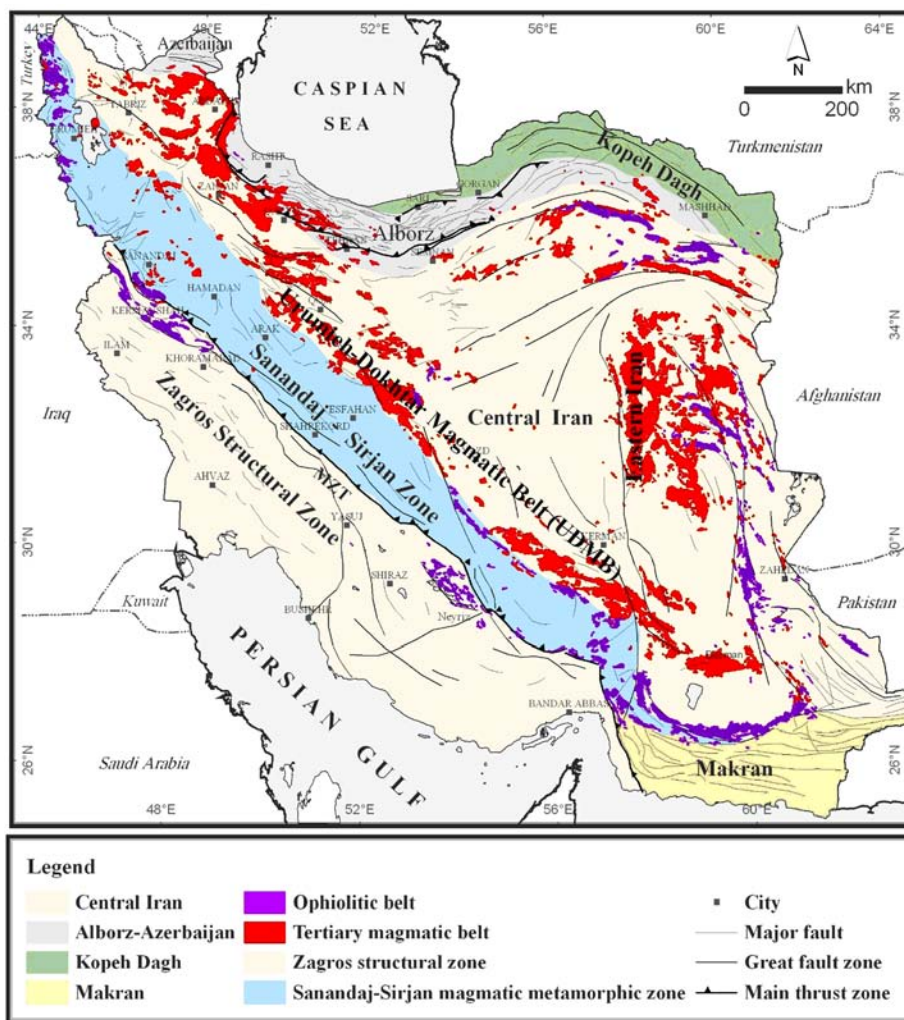 44°E
48°E
52°E
56°E
60°E
64°E
Azerbaijan
Turkey
CASPIAN
SEA
N
0
200
km
38°N
38°N
TABRIZ
RASHT
Turkmenistan
Kopeh Dagh
SARI
GORGAN
MASHHAD
Alborz
SANANDAJ
HAMADAN
34°N
34°N
ARAK
ILAM
KHORAMABAD
Urumieh-Dokhtar Magmatic Belt (UDMB)
Sanandaj - Sirjan Zone
Zagros Structural Zone
MZT
ESFAHAN
SHAHREKORD
Central Iran
Eastern Iran
Afghanistan
Iraq
AHVAZ
YASUJ
30°N
30°N
KERMAN
ZAHEDAN
SHIRAZ
Kuwait
BUSHEHR
Neyriz
Pakistan
PERSIAN GULF
BANDAR ABBAS
26°N
26°N
Saudi Arabia
Makran
48°E
52°E
56°E
60°E
Legend
Central Iran
Alborz-Azerbaijan
Kopeh Dagh
Makran
Ophiolitic belt
Tertiary magmatic belt
Zagros structural zone
Sanandaj-Sirjan magmatic metamorphic zone
City
Major fault
Great fault zone
Main thrust zone